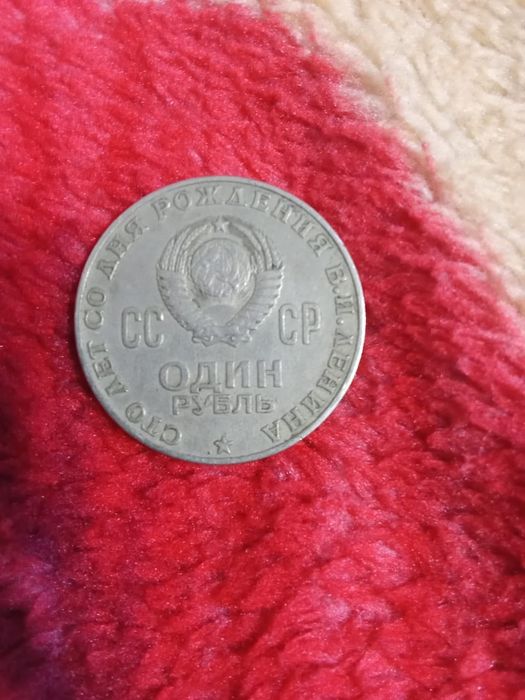 СТО ЛЕТ СО ДНЯ РОЖДЕНИЯ В.И. ЛЕНИНА
СС СР
ОДИН
РУБЛЬ